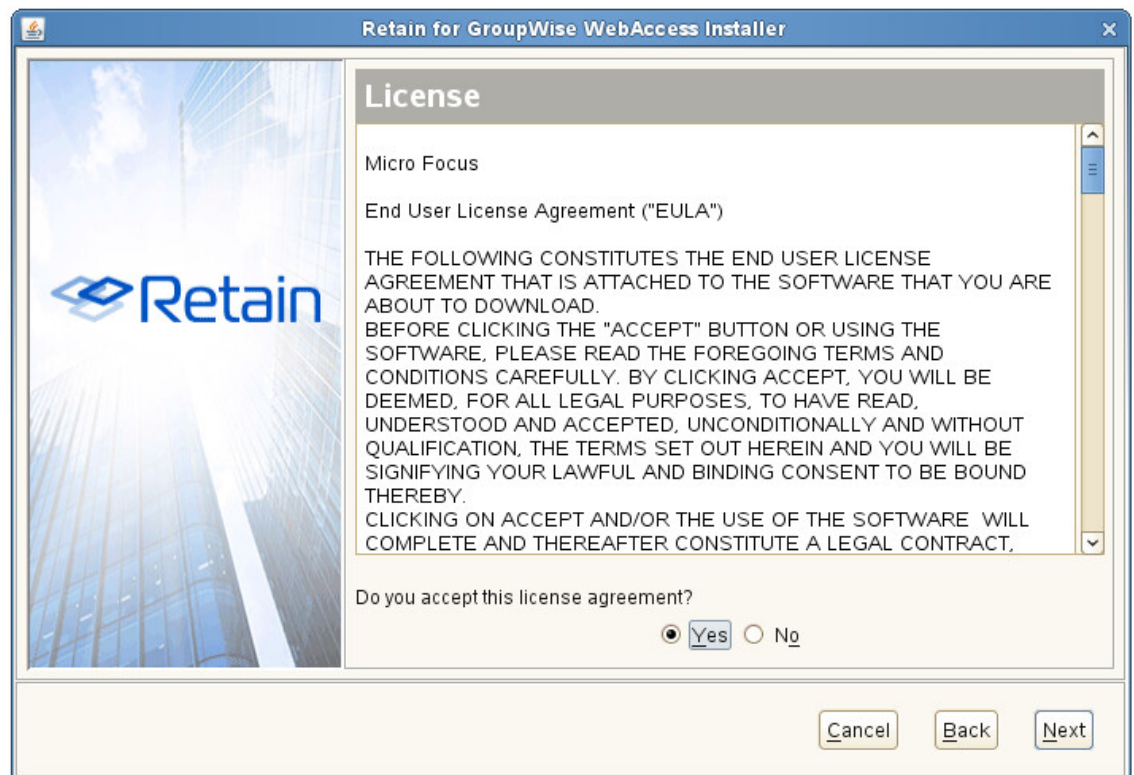 Retain for GroupWise WebAccess Installer
License
Micro Focus
End User License Agreement ("EULA")
THE FOLLOWING CONSTITUTES THE END USER LICENSE
AGREEMENT THAT IS ATTACHED TO THE SOFTWARE THAT YOU ARE
ABOUT TO DOWNLOAD.
BEFORE CLICKING THE "ACCEPT" BUTTON OR USING THE
SOFTWARE, PLEASE READ THE FOREGOING TERMS AND
CONDITIONS CAREFULLY. BY CLICKING ACCEPT, YOU WILL BE
DEEMED, FOR ALL LEGAL PURPOSES, TO HAVE READ,
UNDERSTOOD AND ACCEPTED, UNCONDITIONALLY AND WITHOUT
QUALIFICATION, THE TERMS SET OUT HEREIN AND YOU WILL BE
SIGNIFYING YOUR LAWFUL AND BINDING CONSENT TO BE BOUND
THEREBY.
CLICKING ON ACCEPT AND/OR THE USE OF THE SOFTWARE  WILL
COMPLETE AND THEREAFTER CONSTITUTE A LEGAL CONTRACT,
Retain
Do you accept this license agreement?
Yes No
Cancel Back Next